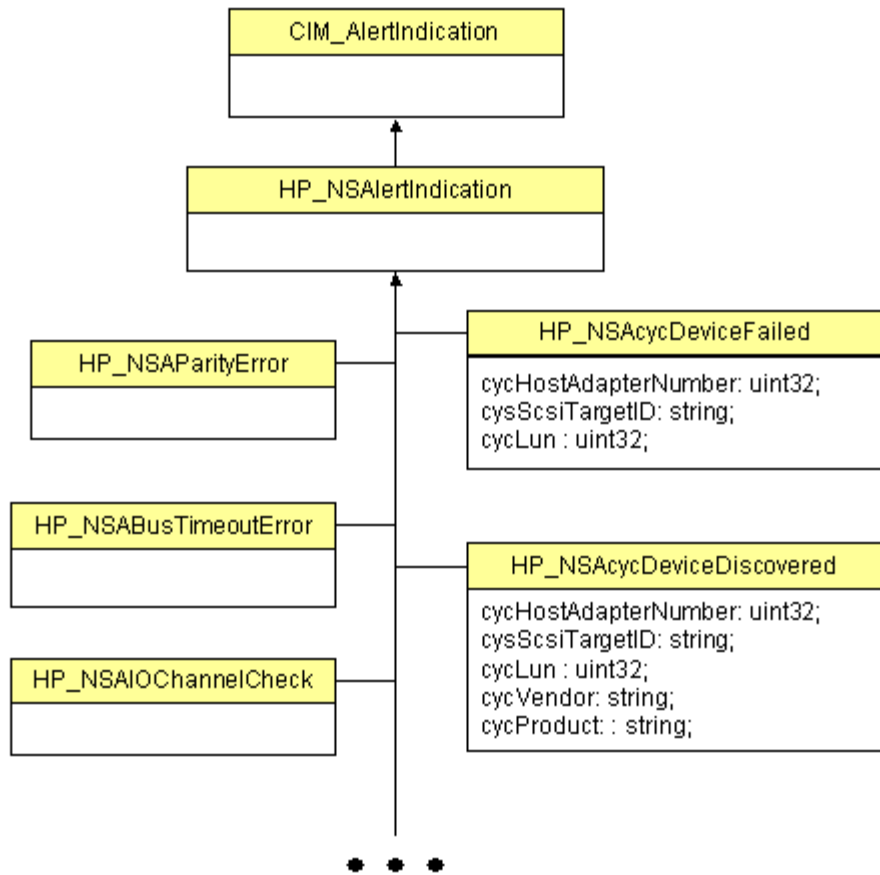 CIM_AlertIndication
HP_NSAlertIndication
HP_NSAcycDeviceFailed
cycHostAdapterNumber: uint32;
cysScsiTargetID: string;
cycLun : uint32;
HP_NSAParityError
HP_NSABusTimeoutError
HP_NSAcycDeviceDiscovered
cycHostAdapterNumber: uint32;
cysScsiTargetID: string;
cycLun : uint32;
cycVendor: string;
cycProduct: : string;
HP_NSAIOChannelCheck